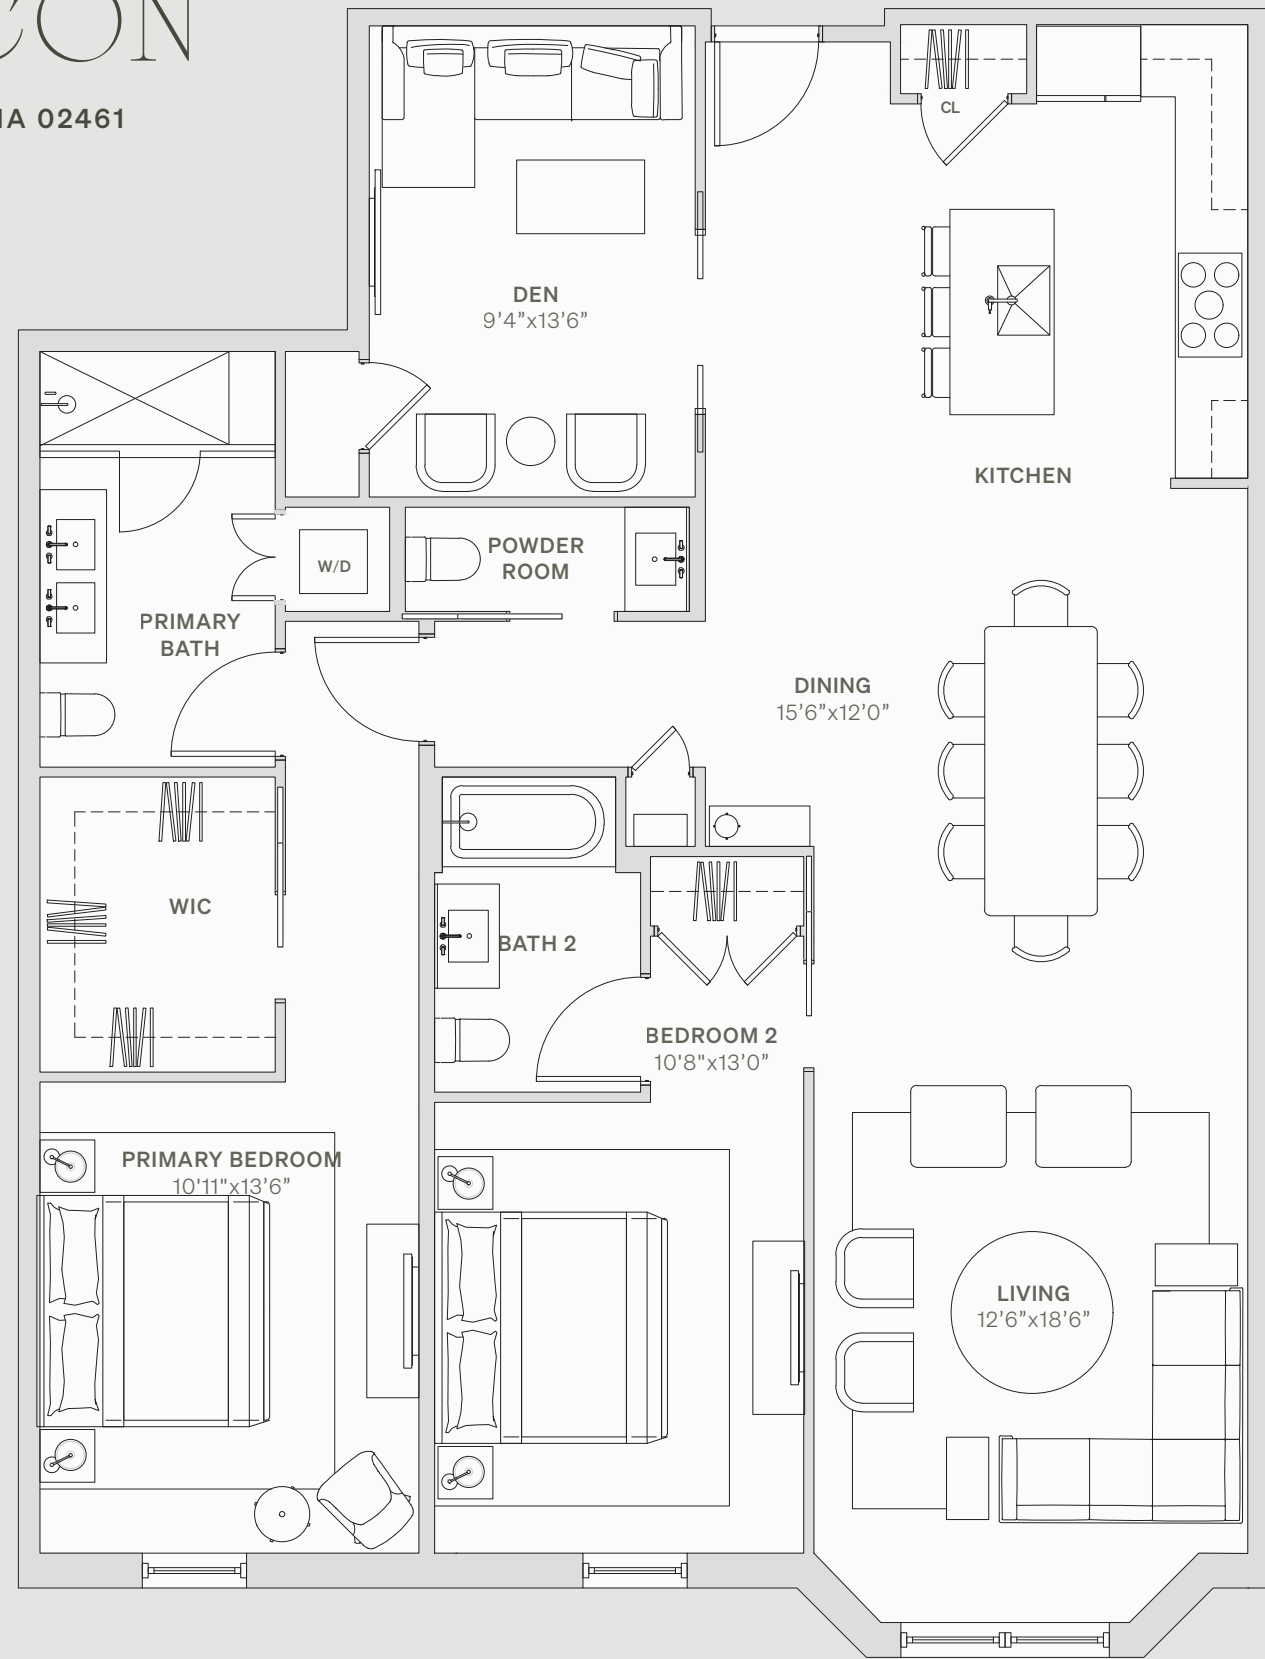 CON
MA 02461
CL
DEN
9’4”x13’6”
KITCHEN
POWDER
ROOM
W/D
PRIMARY
BATH
DINING
15’6”x12’0”
WIC
BATH 2
BEDROOM 2
10'8"x13’0”
PRIMARY BEDROOM
10'11"x13’6”
LIVING
12’6”x18’6”